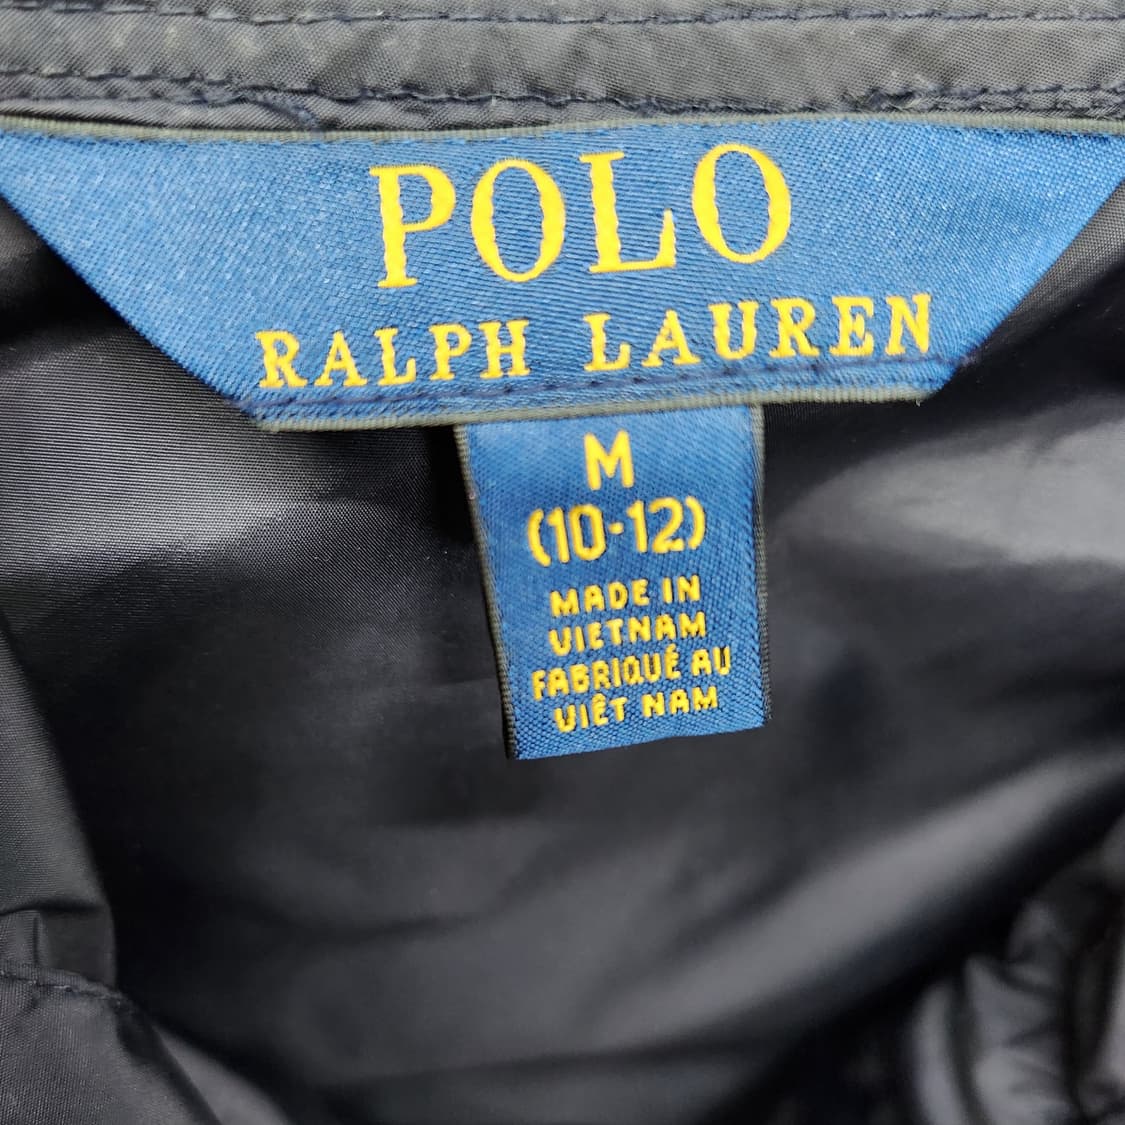 POLO
RALPH LAUREN
M
(10-12)
MADE IN
VIETNAM
FABRIQUÉ AU
VIÊT NAM